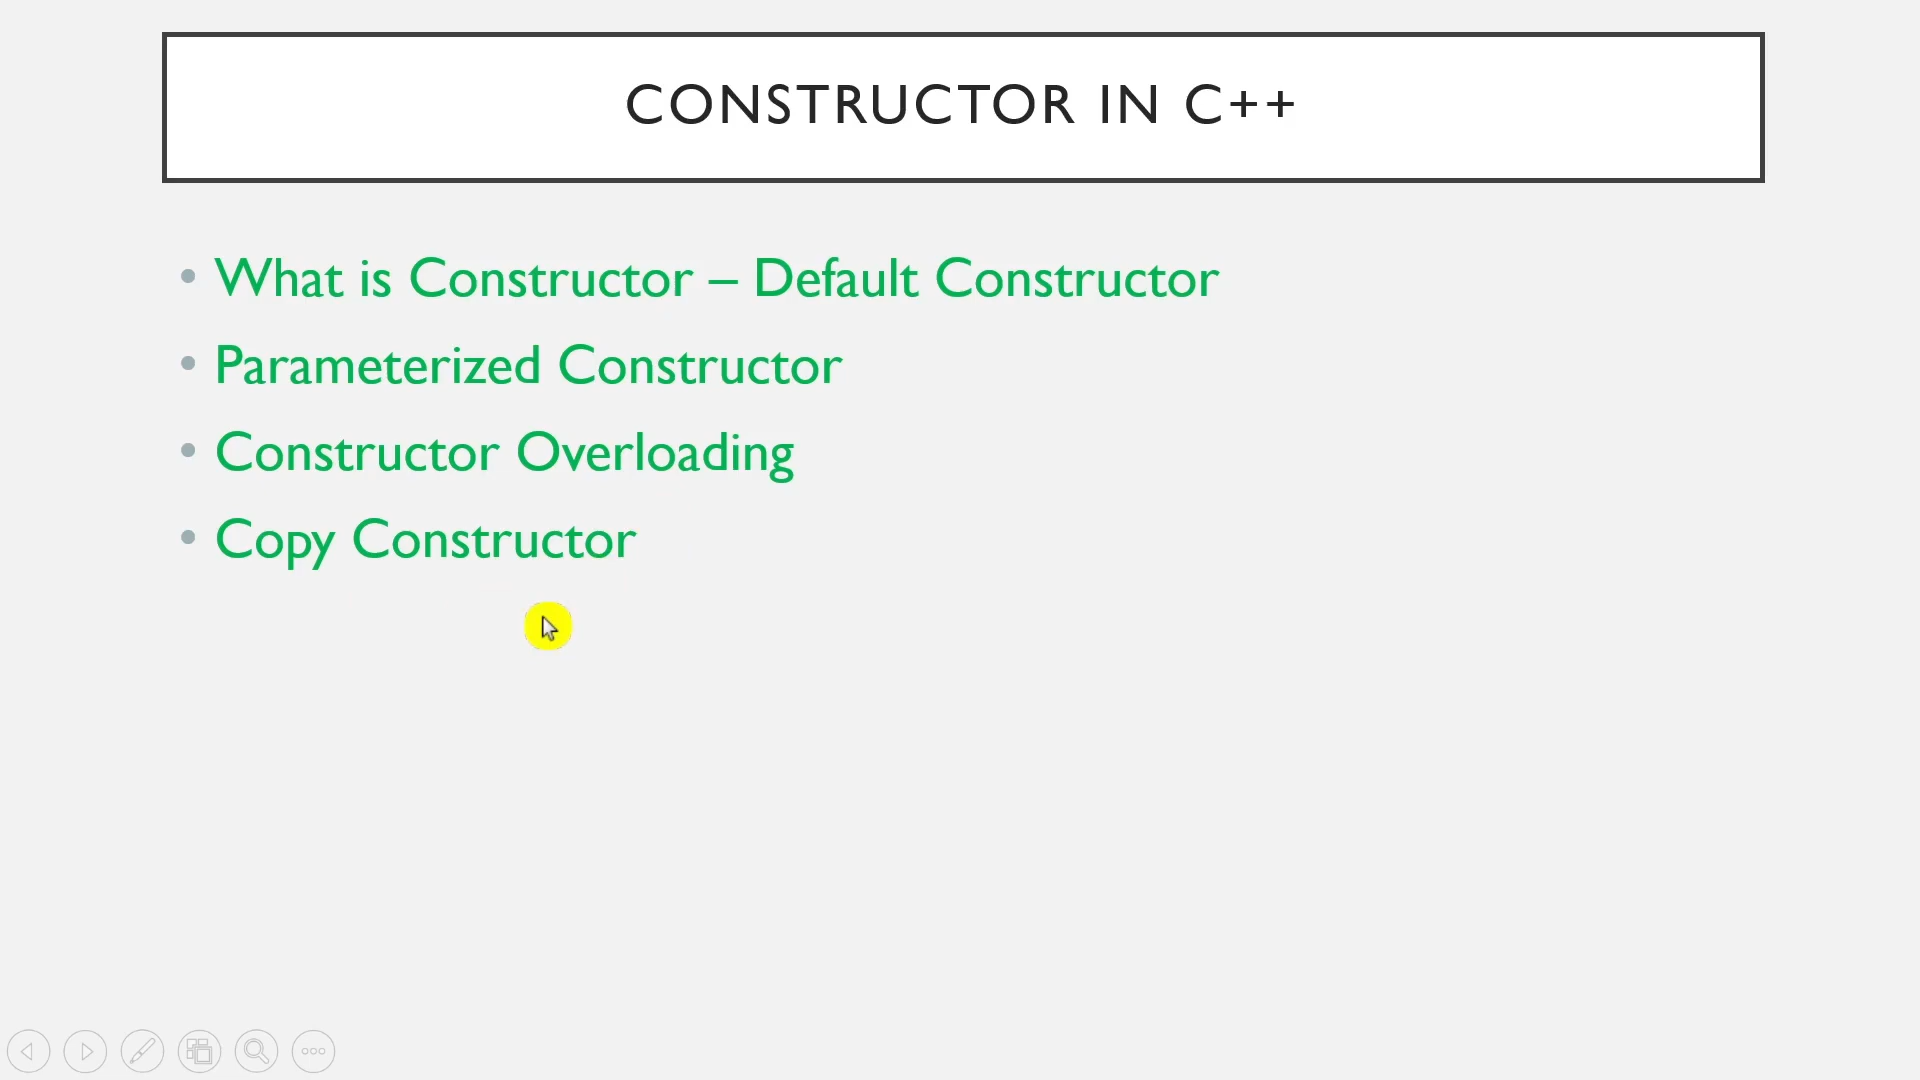 CONSTRUCTOR IN C++
• What is Constructor – Default Constructor
• Parameterized Constructor
• Constructor Overloading
• Copy Constructor